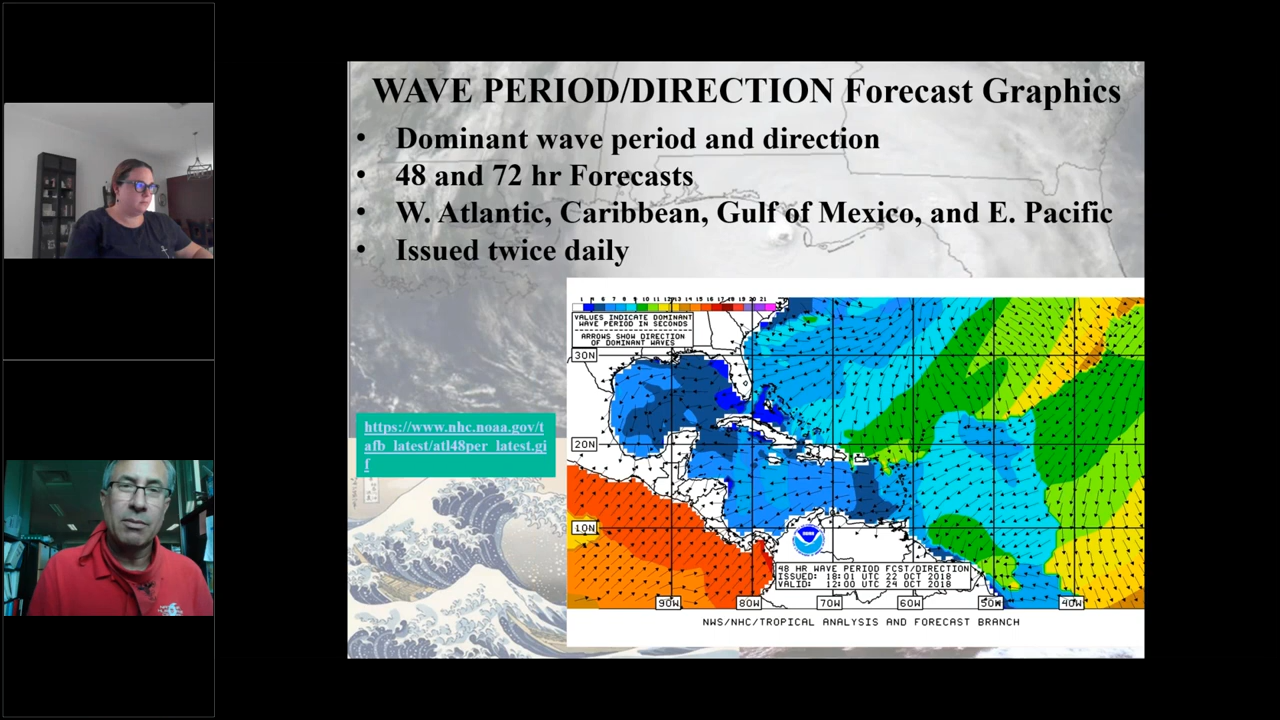 WAVE PERIOD/DIRECTION Forecast Graphics
• Dominant wave period and direction
• 48 and 72 hr Forecasts
• W. Atlantic, Caribbean, Gulf of Mexico, and E. Pacific
• Issued twice daily
https://www.nhc.noaa.gov/t
afb_latest/atl48per_latest.gi
f
VALUES INDICATE DOMINANT
WAVE PERIOD IN SECONDS
ARROWS SHOW DIRECTION
OF DOMINANT WAVES
30N
20N
10N
48 HR WAVE PERIOD FCST/DIRECTION
ISSUED: 18:01 UTC 22 OCT 2018
VALID: 12:00 UTC 24 OCT 2018
90W 80W 70W 60W 50W 40W
NWS/NHC/TROPICAL ANALYSIS AND FORECAST BRANCH